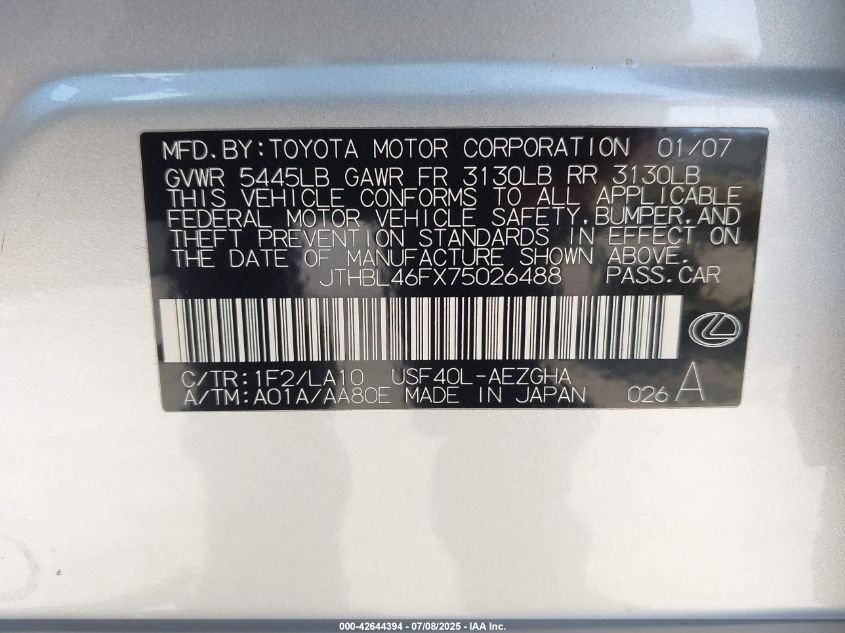 MFD.BY:TOYOTA MOTOR CORPORATION 01/07
GVWR 5445LB GAWR FR 3130LB RR 3130LB
THIS VEHICLE CONFORMS TO ALL APPLICABLE
FEDERAL MOTOR VEHICLE SAFETY,BUMPER,AND
THEFT PREVENTION STANDARDS IN EFFECT ON
THE DATE OF MANUFACTURE SHOWN ABOVE.
JTHBL46FX75026488 PASS.CAR
C/TR:1F2/LA10 USF40L-AEZGHA
A/TM:A01A/AA80E MADE IN JAPAN 026 A
000-42644394 - 07/08/2025 - IAA Inc.